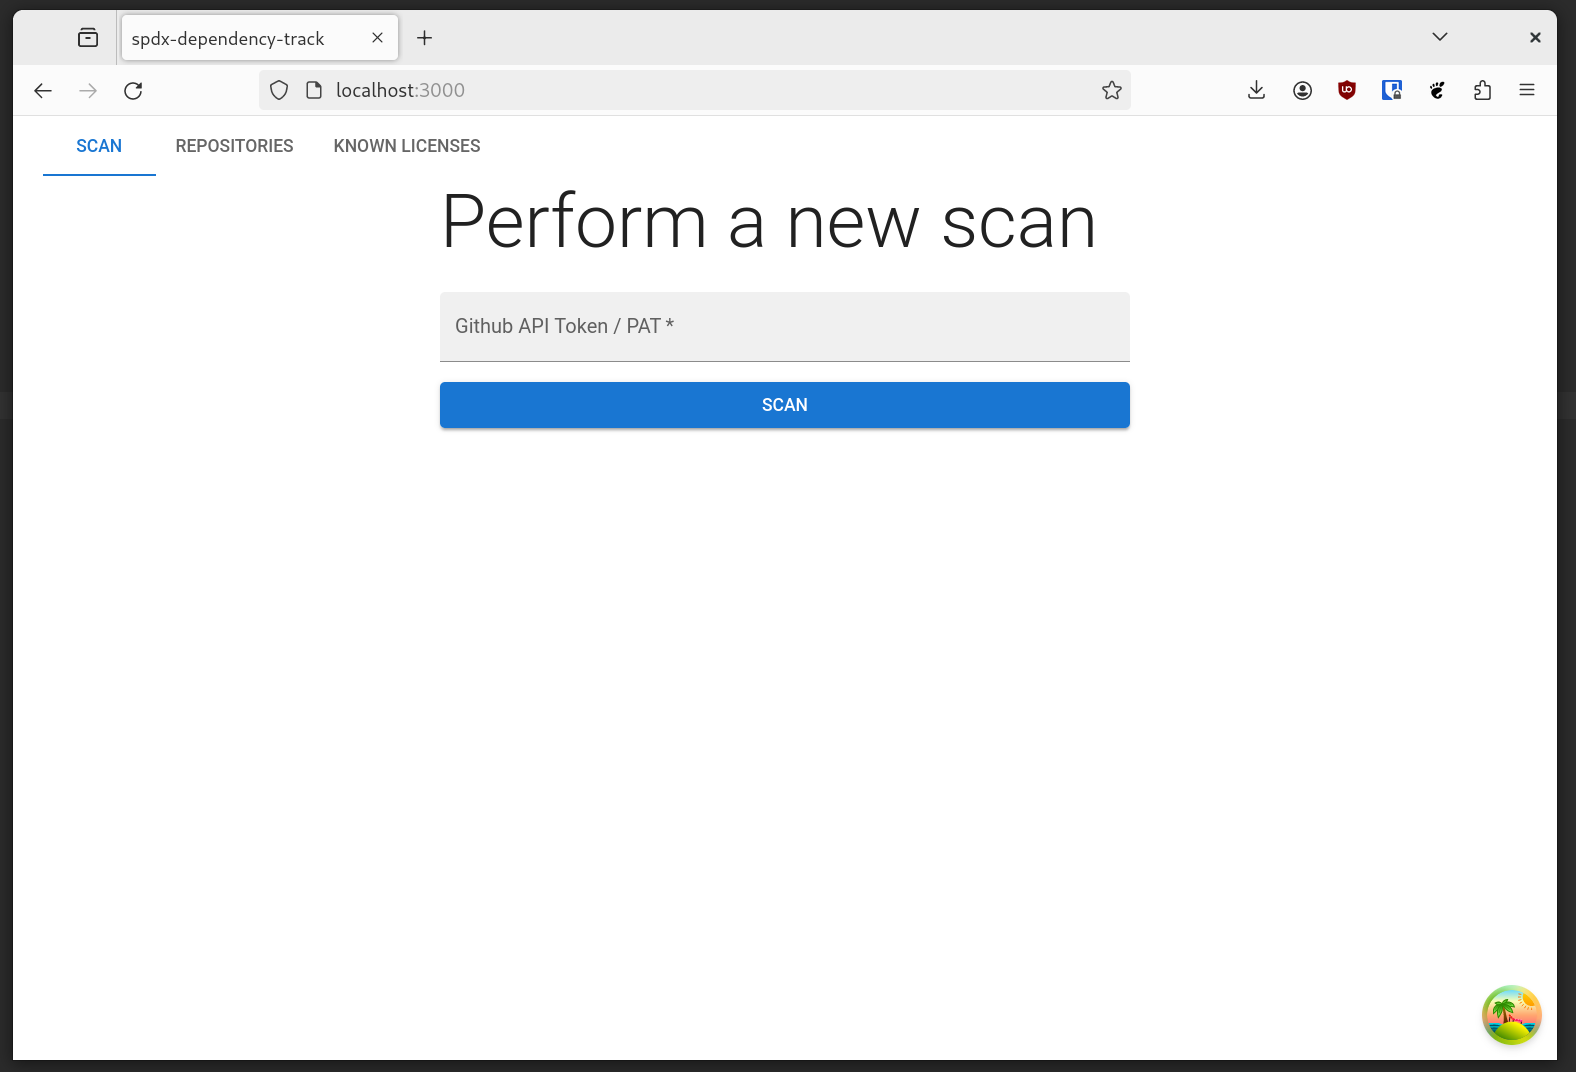 spdx-dependency-track
localhost:3000
SCAN REPOSITORIES KNOWN LICENSES
Perform a new scan
Github API Token / PAT *
SCAN